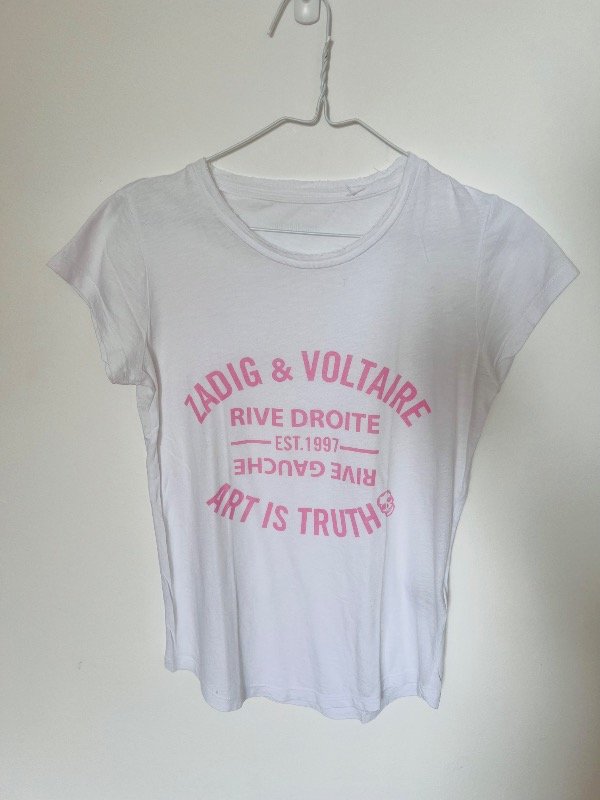 ZADIG & VOLTAIRE
RIVE DROITE
EST.1997
RIVE GAUCHE
ART IS TRUTH